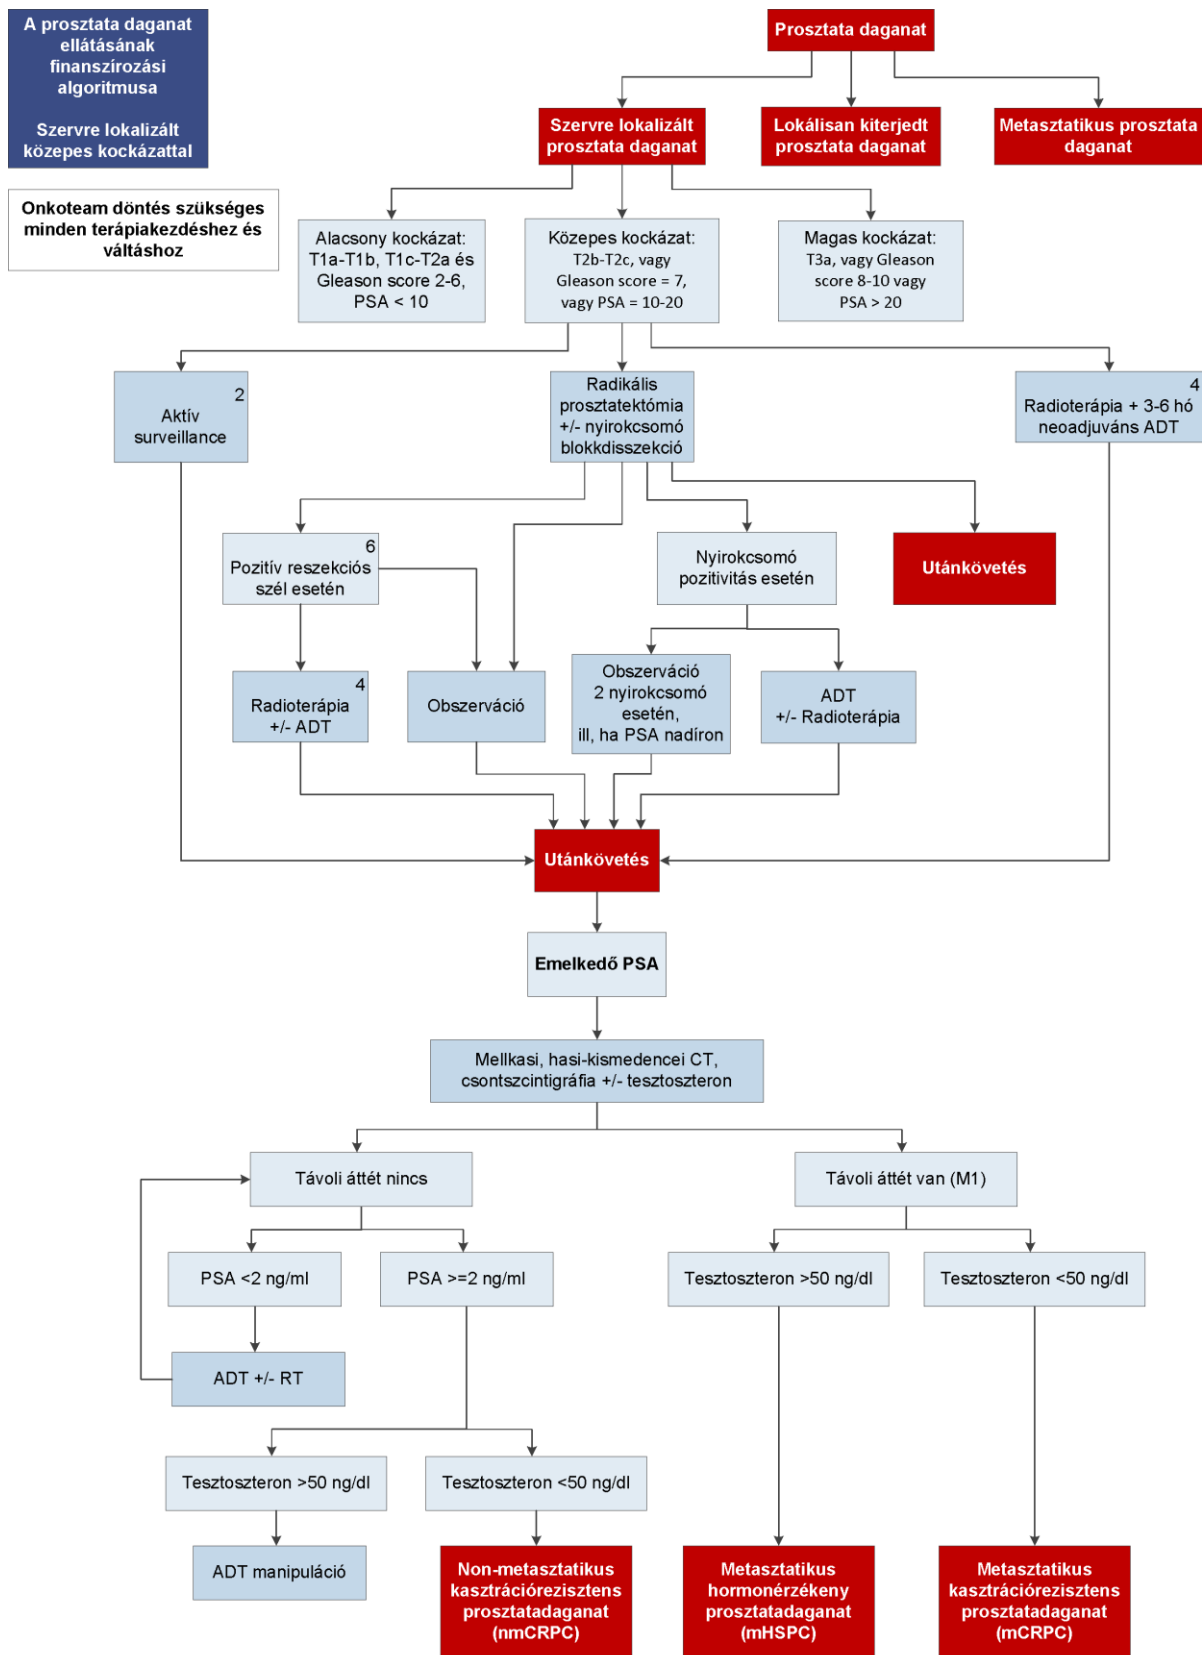 A prosztata daganat
ellátásának
finanszírozási
algoritmusa
Szervre lokalizált
közepes kockázattal
Onkoteam döntés szükséges
minden terápiakezdéshez és
váltáshoz
Prosztata daganat
Szervre lokalizált
prosztata daganat
Lokálisan kiterjedt
prosztata daganat
Metasztatikus prosztata
daganat
Alacsony kockázat:
T1a-T1b, T1c-T2a és
Gleason score 2-6,
PSA < 10
Közepes kockázat:
T2b-T2c, vagy
Gleason score = 7,
vagy PSA = 10-20
Magas kockázat:
T3a, vagy Gleason
score 8-10 vagy
PSA > 20
2
Aktív
surveillance
Radikális
prosztatektómia
+/- nyirokcsomó
blokkdisszekció
4
Radioterápia + 3-6 hó
neoadjuváns ADT
6
Pozitív reszekciós
szél esetén
Nyirokcsomó
pozitivitás esetén
Utánkövetés
4
Radioterápia
+/- ADT
Obszerváció
Obszerváció
2 nyirokcsomó
esetén,
ill, ha PSA nadíron
ADT
+/- Radioterápia
Utánkövetés
Emelkedő PSA
Mellkasi, hasi-kismedencei CT,
csontszcintigráfia +/- tesztoszteron
Távoli áttét nincs
Távoli áttét van (M1)
PSA <2 ng/ml
PSA >=2 ng/ml
Tesztoszteron >50 ng/dl
Tesztoszteron <50 ng/dl
ADT +/- RT
Tesztoszteron >50 ng/dl
Tesztoszteron <50 ng/dl
ADT manipuláció
Non-metasztatikus
kasztrációrezisztens
prosztatadaganat
(nmCRPC)
Metasztatikus
hormonérzékeny
prosztatadaganat
(mHSPC)
Metasztatikus
kasztrációrezisztens
prosztatadaganat
(mCRPC)